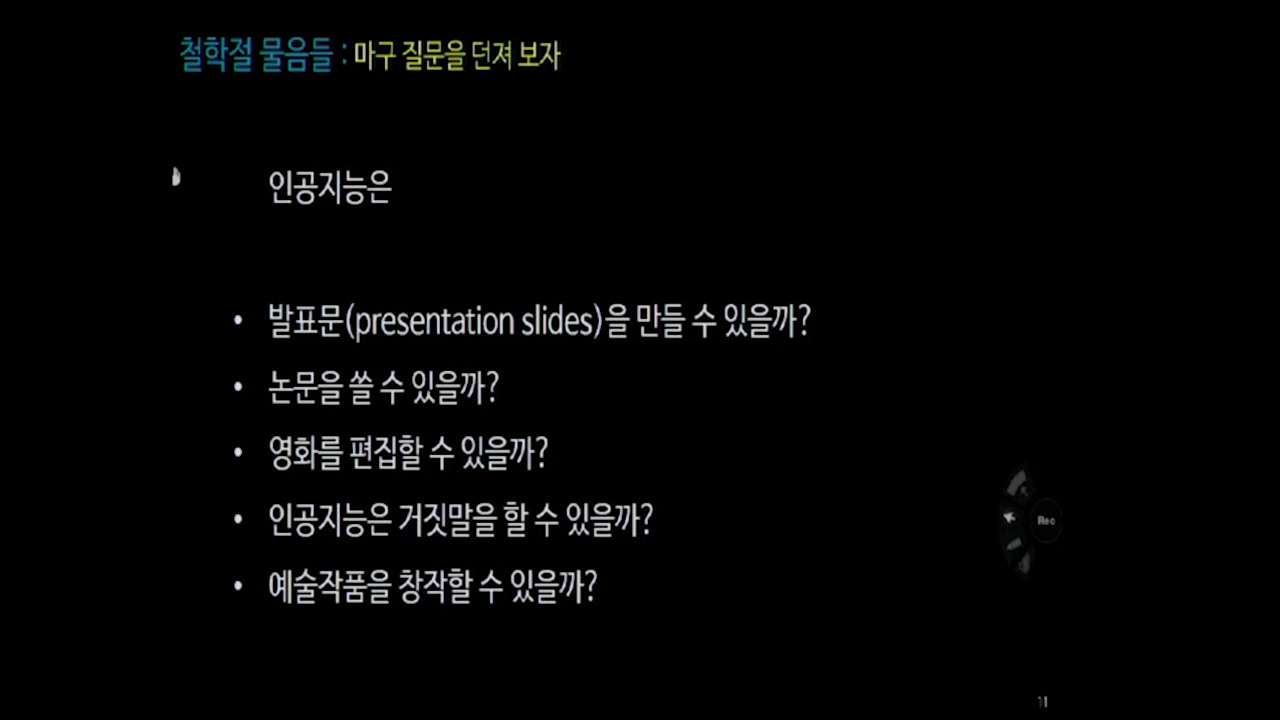 철학절 물음들 : 마구 질문을 던져 보자
인공지능은
• 발표문(presentation slides)을 만들 수 있을까?
• 논문을 쓸 수 있을까?
• 영화를 편집할 수 있을까?
• 인공지능은 거짓말을 할 수 있을까?
• 예술작품을 창작할 수 있을까?
Rec
11